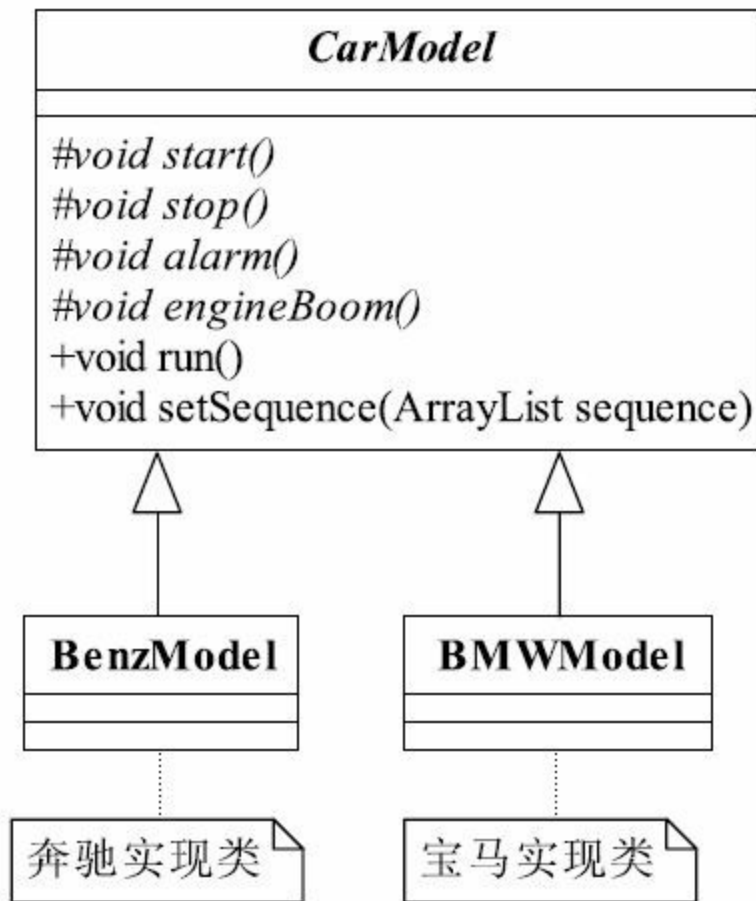 CarModel
#void start()
#void stop()
#void alarm()
#void engineBoom()
+void run()
+void setSequence(ArrayList sequence)
BenzModel
BMWModel
奔驰实现类
宝马实现类